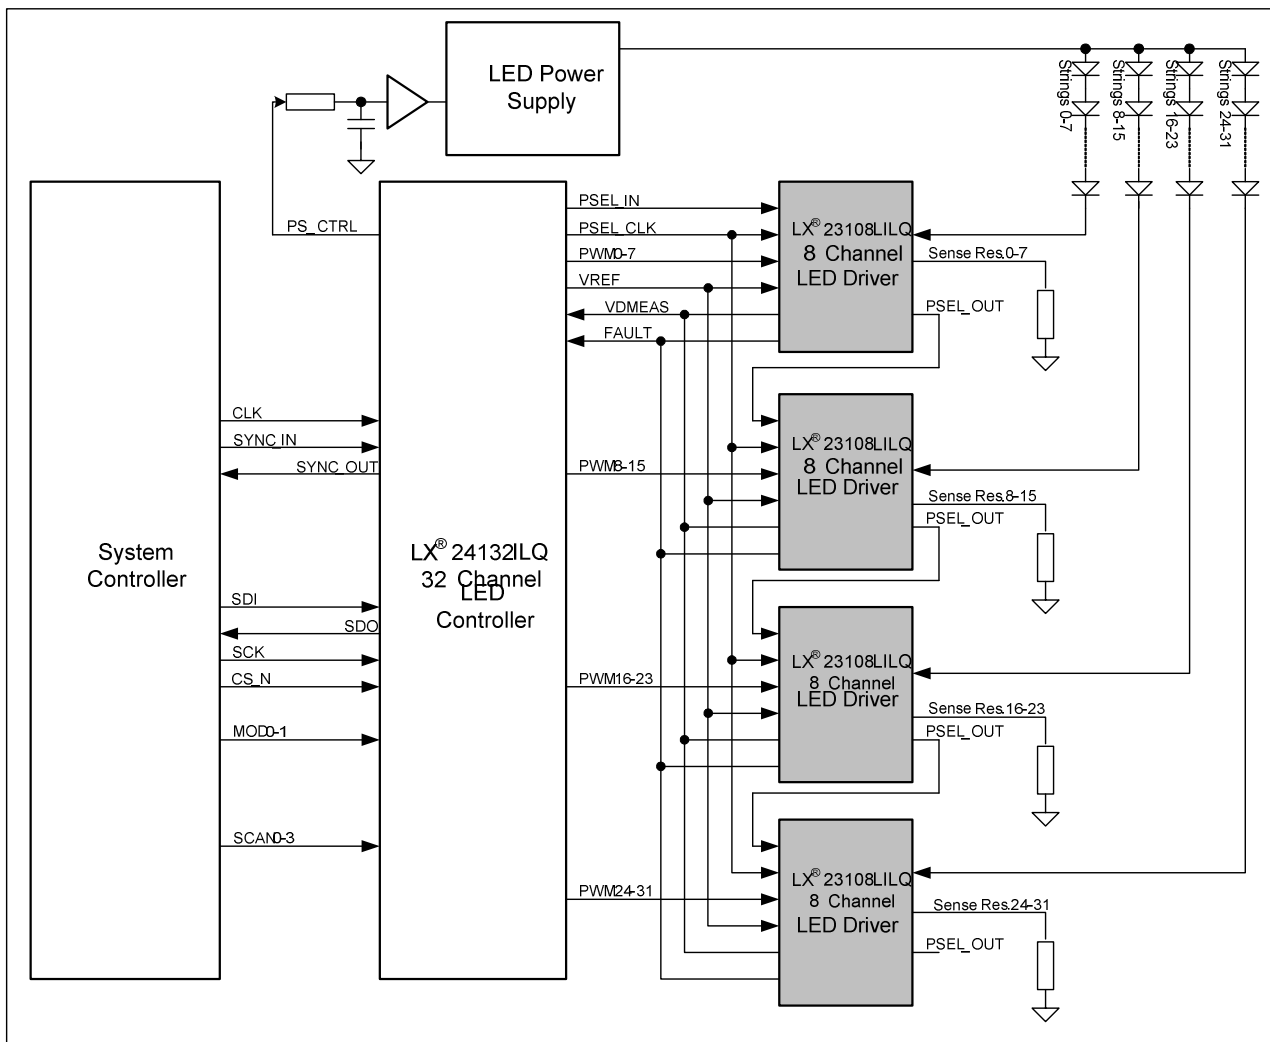 LED Power
Supply
Strings 0-7
Strings 8-15
Strings 16-23
Strings 24-31
PS_CTRL
PSEL_IN
PSEL_CLK
PWM0-7
VREF
VDMEAS
FAULT
LX® 23108LILQ
8 Channel
LED Driver
Sense Res.0-7
PSEL_OUT
CLK
SYNC_IN
SYNC_OUT
PWM8-15
LX® 23108LILQ
8 Channel
LED Driver
Sense Res.8-15
PSEL_OUT
System
Controller
LX® 24132ILQ
32 Channel
LED
Controller
SDI
SDO
SCK
CS_N
MOD0-1
SCAN0-3
PWM16-23
LX® 23108LILQ
8 Channel
LED Driver
Sense Res.16-23
PSEL_OUT
PWM24-31
LX® 23108LILQ
8 Channel
LED Driver
Sense Res.24-31
PSEL_OUT